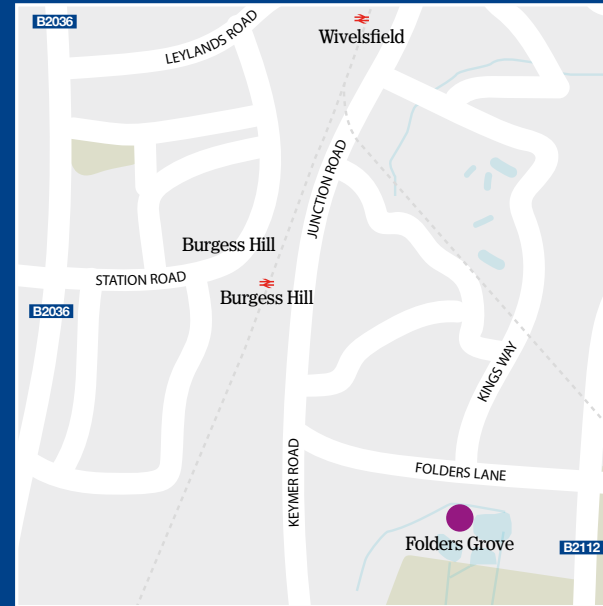 B2036
LEYLANDS ROAD
Wivelsfield
JUNCTION ROAD
Burgess Hill
STATION ROAD
Burgess Hill
B2036
KINGS WAY
KEYMER ROAD
FOLDERS LANE
Folders Grove
B2112